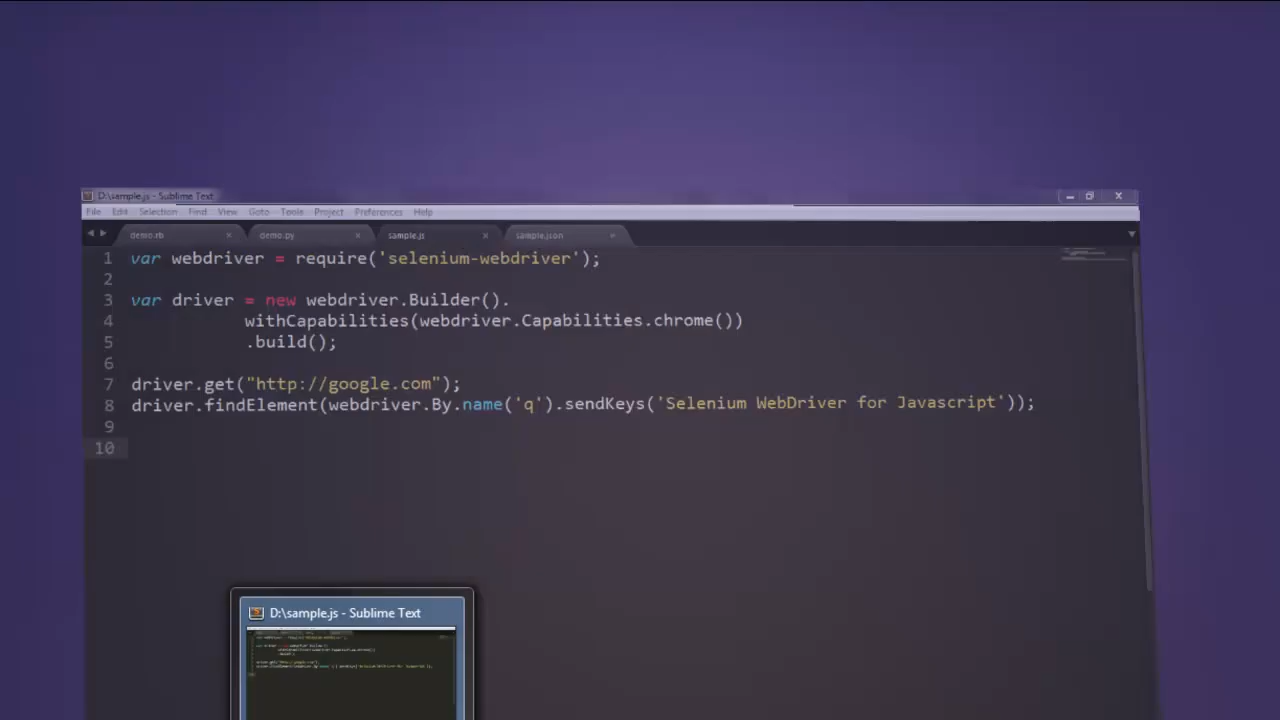 D:\sample.js - Sublime Text
File Edit Selection Find View Goto Tools Project Preferences Help
demo.rb demo.py sample.js sample.json
1 var webdriver = require('selenium-webdriver');
2
3 var driver = new webdriver.Builder().
4 withCapabilities(webdriver.Capabilities.chrome())
5 .build();
6
7 driver.get("http://google.com");
8 driver.findElement(webdriver.By.name('q').sendKeys('Selenium WebDriver for Javascript'));
9
10
D:\sample.js - Sublime Text